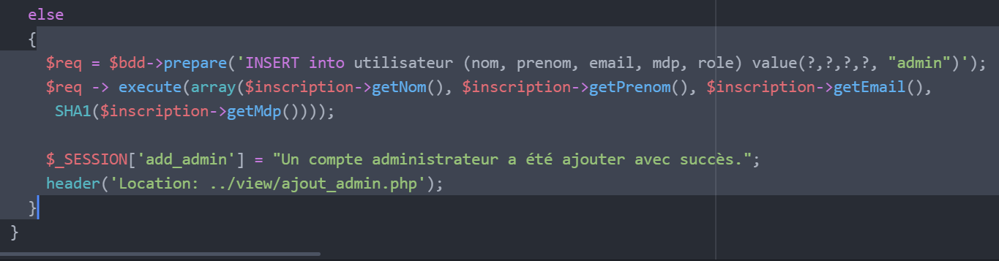 else
{
$req = $bdd->prepare('INSERT into utilisateur (nom, prenom, email, mdp, role) value(?,?,?,?, "admin")');
$req -> execute(array($inscription->getNom(), $inscription->getPrenom(), $inscription->getEmail(),
SHA1($inscription->getMdp())));
$_SESSION['add_admin'] = "Un compte administrateur a été ajouter avec succès.";
header('Location: ../view/ajout_admin.php');
}
}